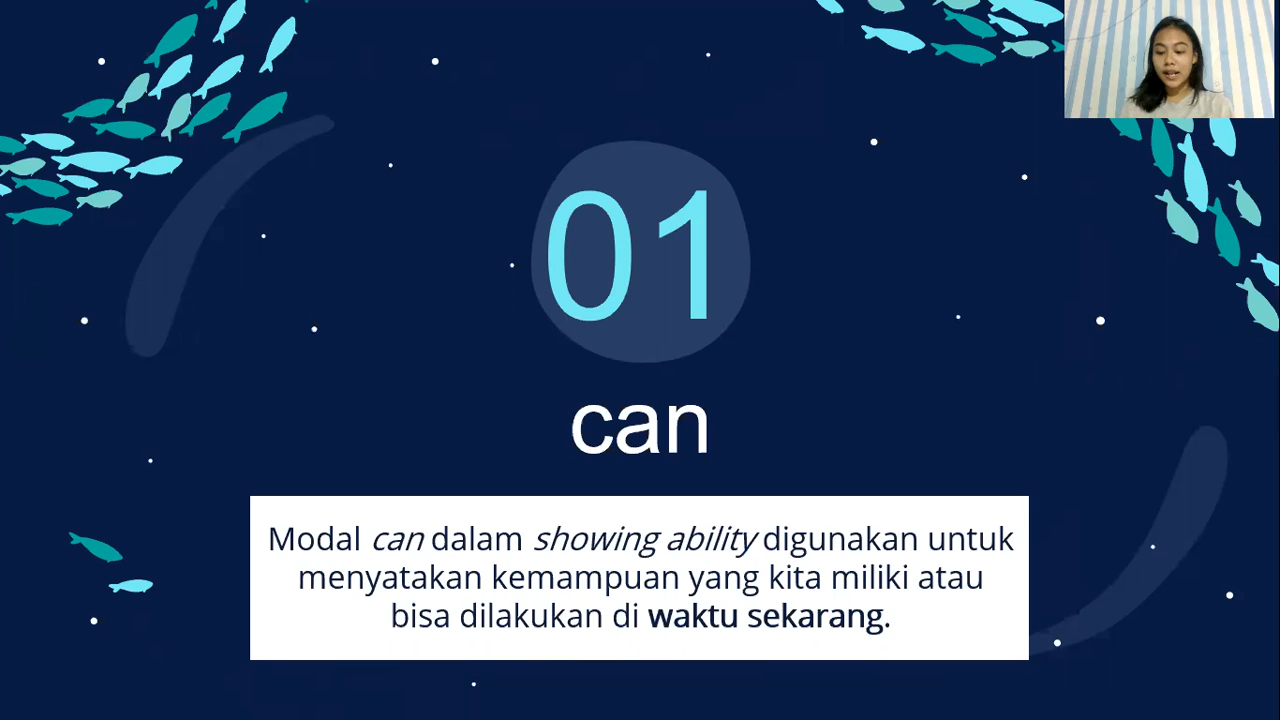 01
can
Modal can dalam showing ability digunakan untuk
menyatakan kemampuan yang kita miliki atau
bisa dilakukan di waktu sekarang.